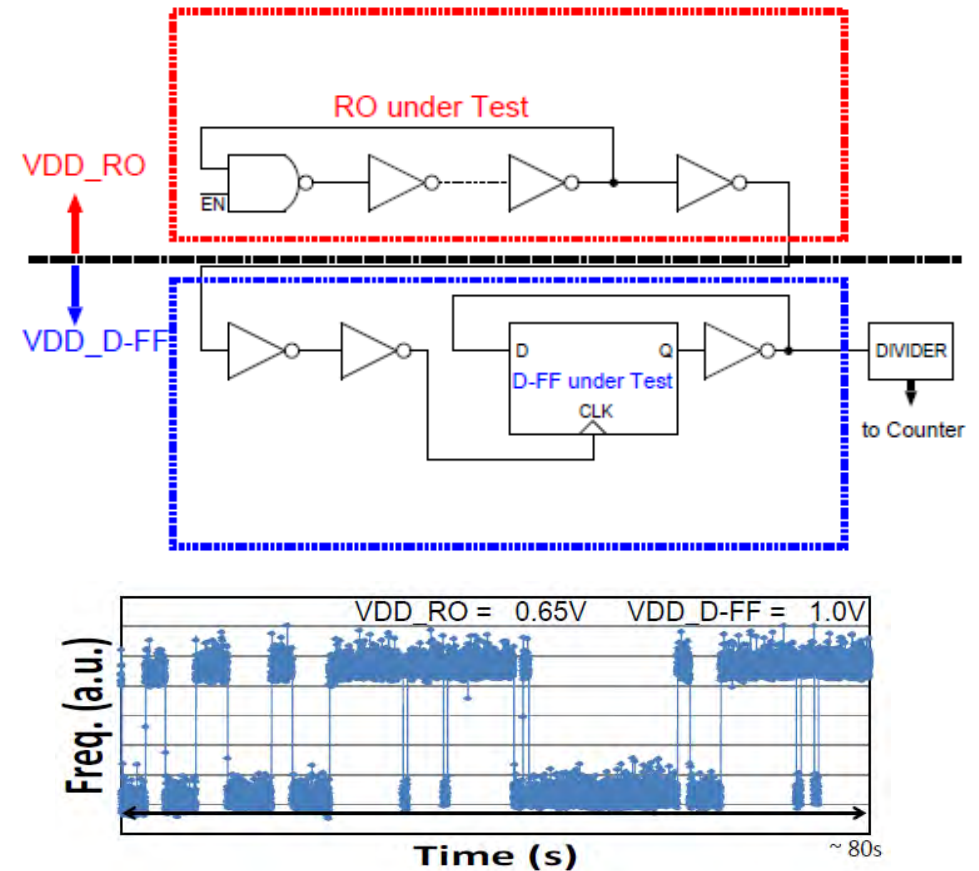 RO under Test
VDD_RO
EN
VDD_D-FF
D
Q
D-FF under Test
CLK
DIVIDER
to Counter
VDD_RO = 0.65V VDD_D-FF = 1.0V
Freq. (a.u.)
Time (s)
~ 80s